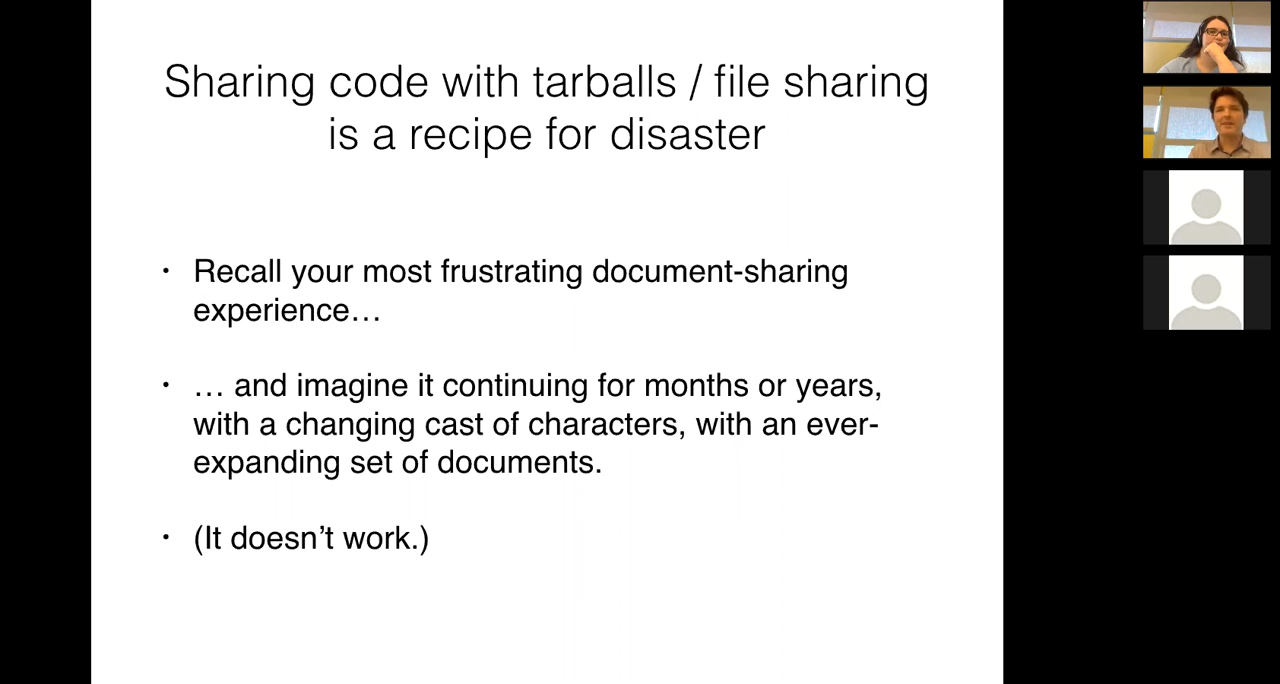 Sharing code with tarballs / file sharing
is a recipe for disaster
• Recall your most frustrating document-sharing
experience…
• … and imagine it continuing for months or years,
with a changing cast of characters, with an ever-
expanding set of documents.
• (It doesn’t work.)